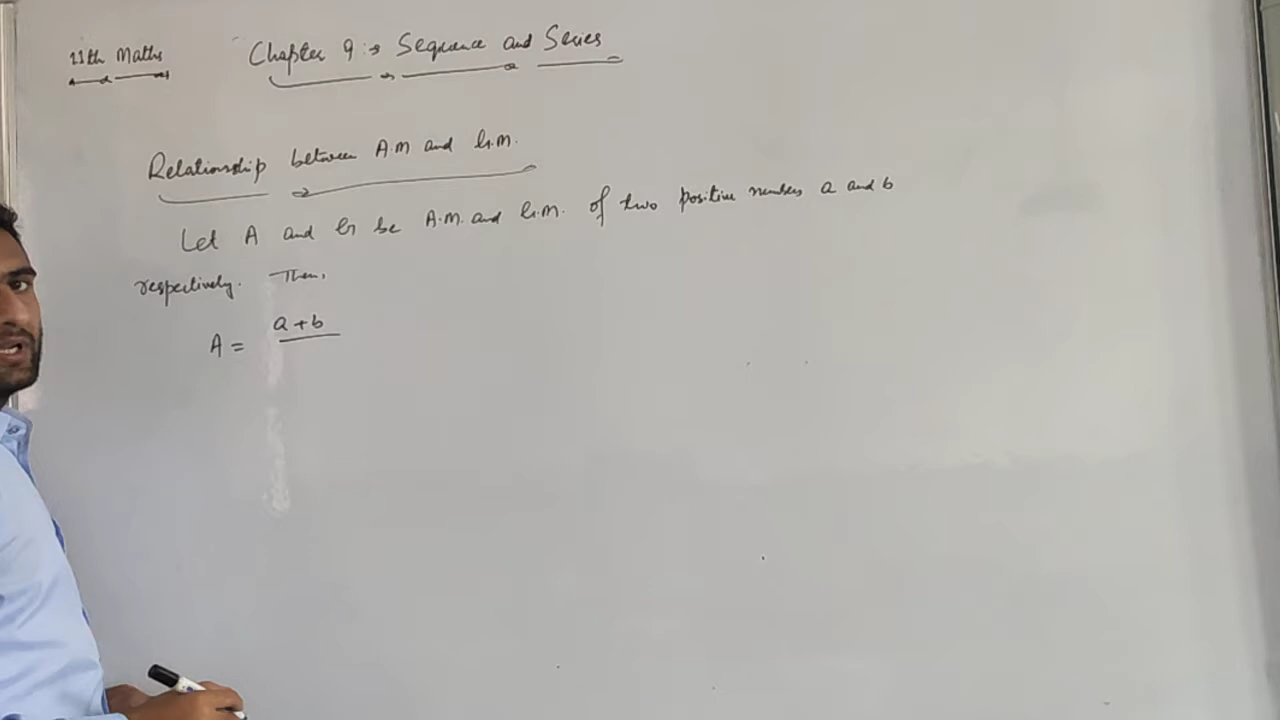 11th Maths
Chapter 9:→ Sequence and Series
Relationship between A.M and G.M.
Let A and G be A.M. and G.M. of two positive numbers a and b
respectively. Then,
A = a+b